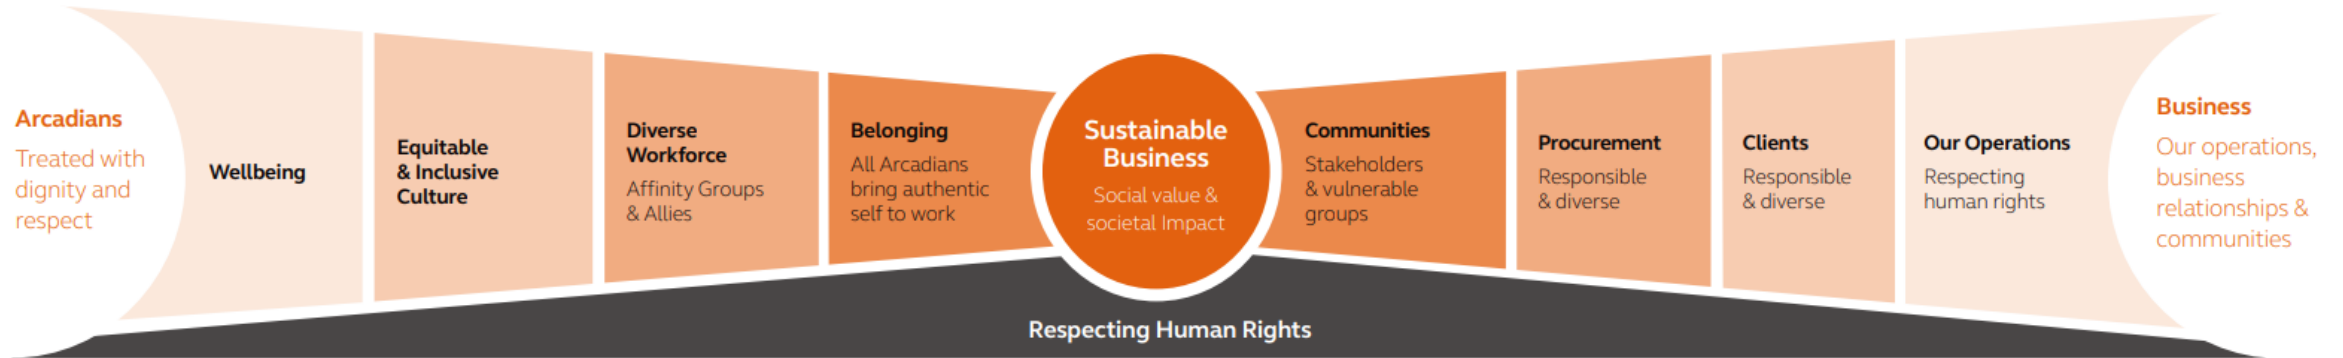 Arcadians
Treated with
dignity and
respect
Wellbeing
Equitable
& Inclusive
Culture
Diverse
Workforce
Affinity Groups
& Allies
Belonging
All Arcadians
bring authentic
self to work
Sustainable
Business
Social value &
societal Impact
Communities
Stakeholders
& vulnerable
groups
Procurement
Responsible
& diverse
Clients
Responsible
& diverse
Our Operations
Respecting
human rights
Business
Our operations,
business
relationships &
communities
Respecting Human Rights